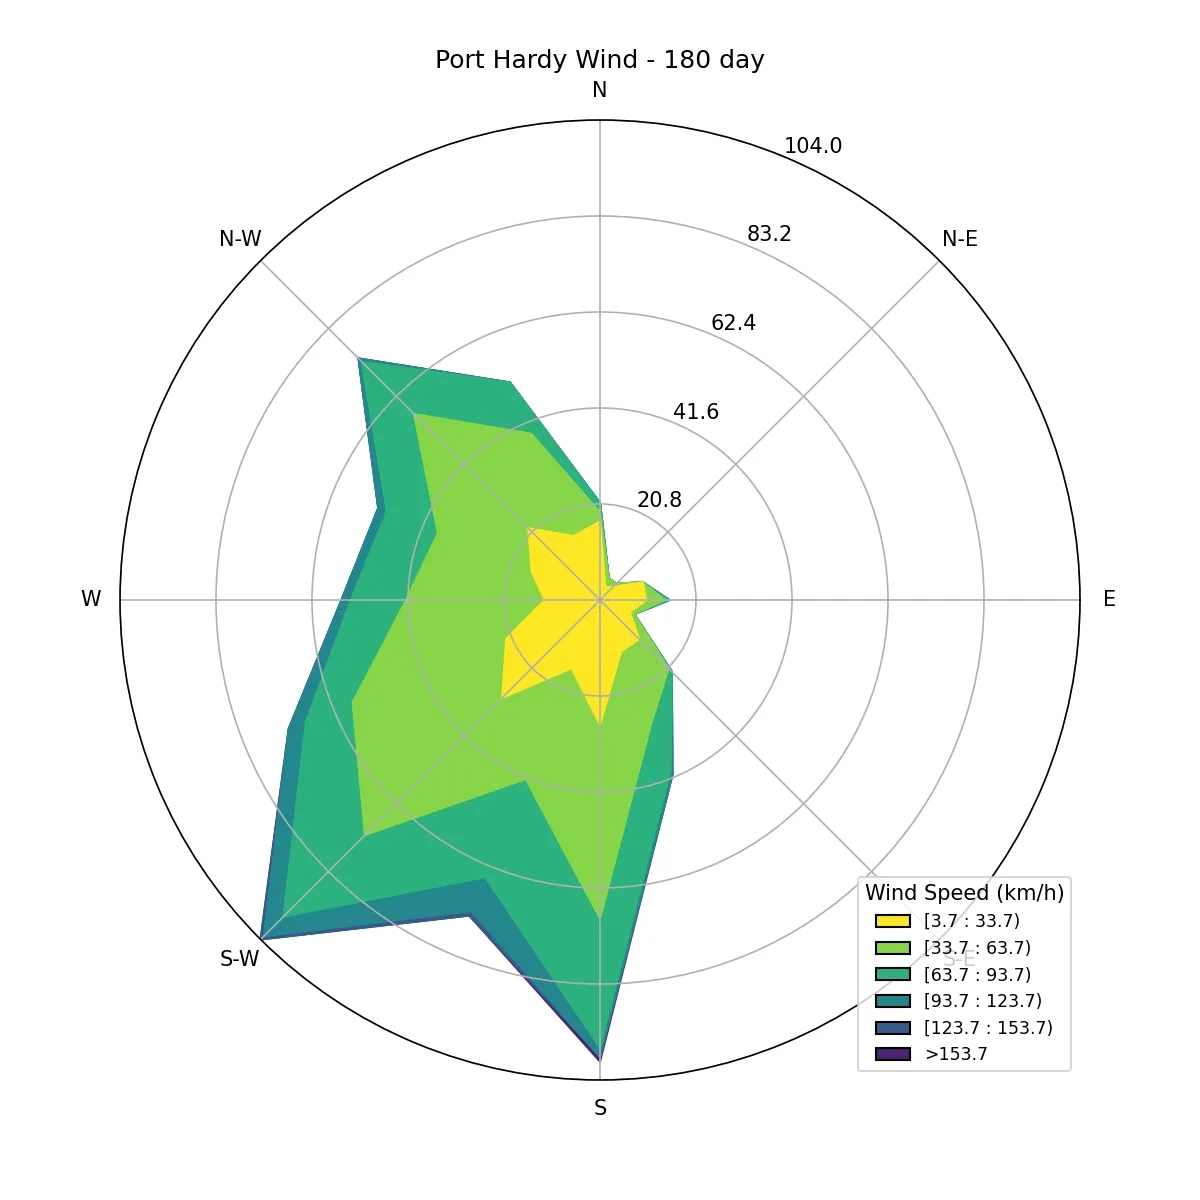 Port Hardy Wind - 180 day
N
104.0
83.2
N-W
N-E
62.4
41.6
20.8
W
E
Wind Speed (km/h)
[3.7 : 33.7)
[33.7 : 63.7)
S-W
S-E
[63.7 : 93.7)
[93.7 : 123.7)
[123.7 : 153.7)
>153.7
S